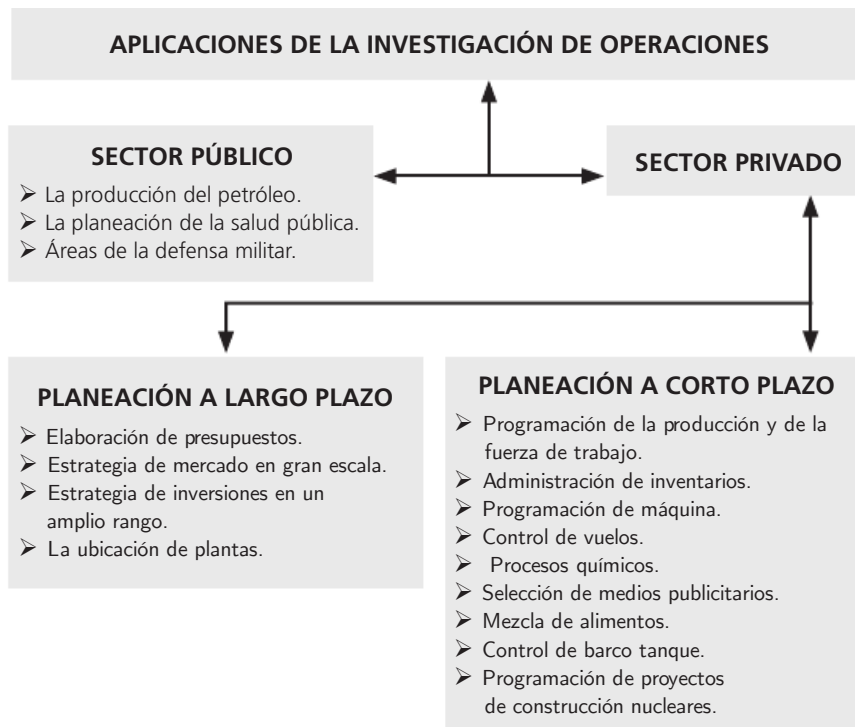 APLICACIONES DE LA INVESTIGACIÓN DE OPERACIONES
SECTOR PÚBLICO
➢ La producción del petróleo.
➢ La planeación de la salud pública.
➢ Áreas de la defensa militar.
SECTOR PRIVADO
PLANEACIÓN A LARGO PLAZO
➢ Elaboración de presupuestos.
➢ Estrategia de mercado en gran escala.
➢ Estrategia de inversiones en un
amplio rango.
➢ La ubicación de plantas.
PLANEACIÓN A CORTO PLAZO
➢ Programación de la producción y de la
fuerza de trabajo.
➢ Administración de inventarios.
➢ Programación de máquina.
➢ Control de vuelos.
➢ Procesos químicos.
➢ Selección de medios publicitarios.
➢ Mezcla de alimentos.
➢ Control de barco tanque.
➢ Programación de proyectos
de construcción nucleares.